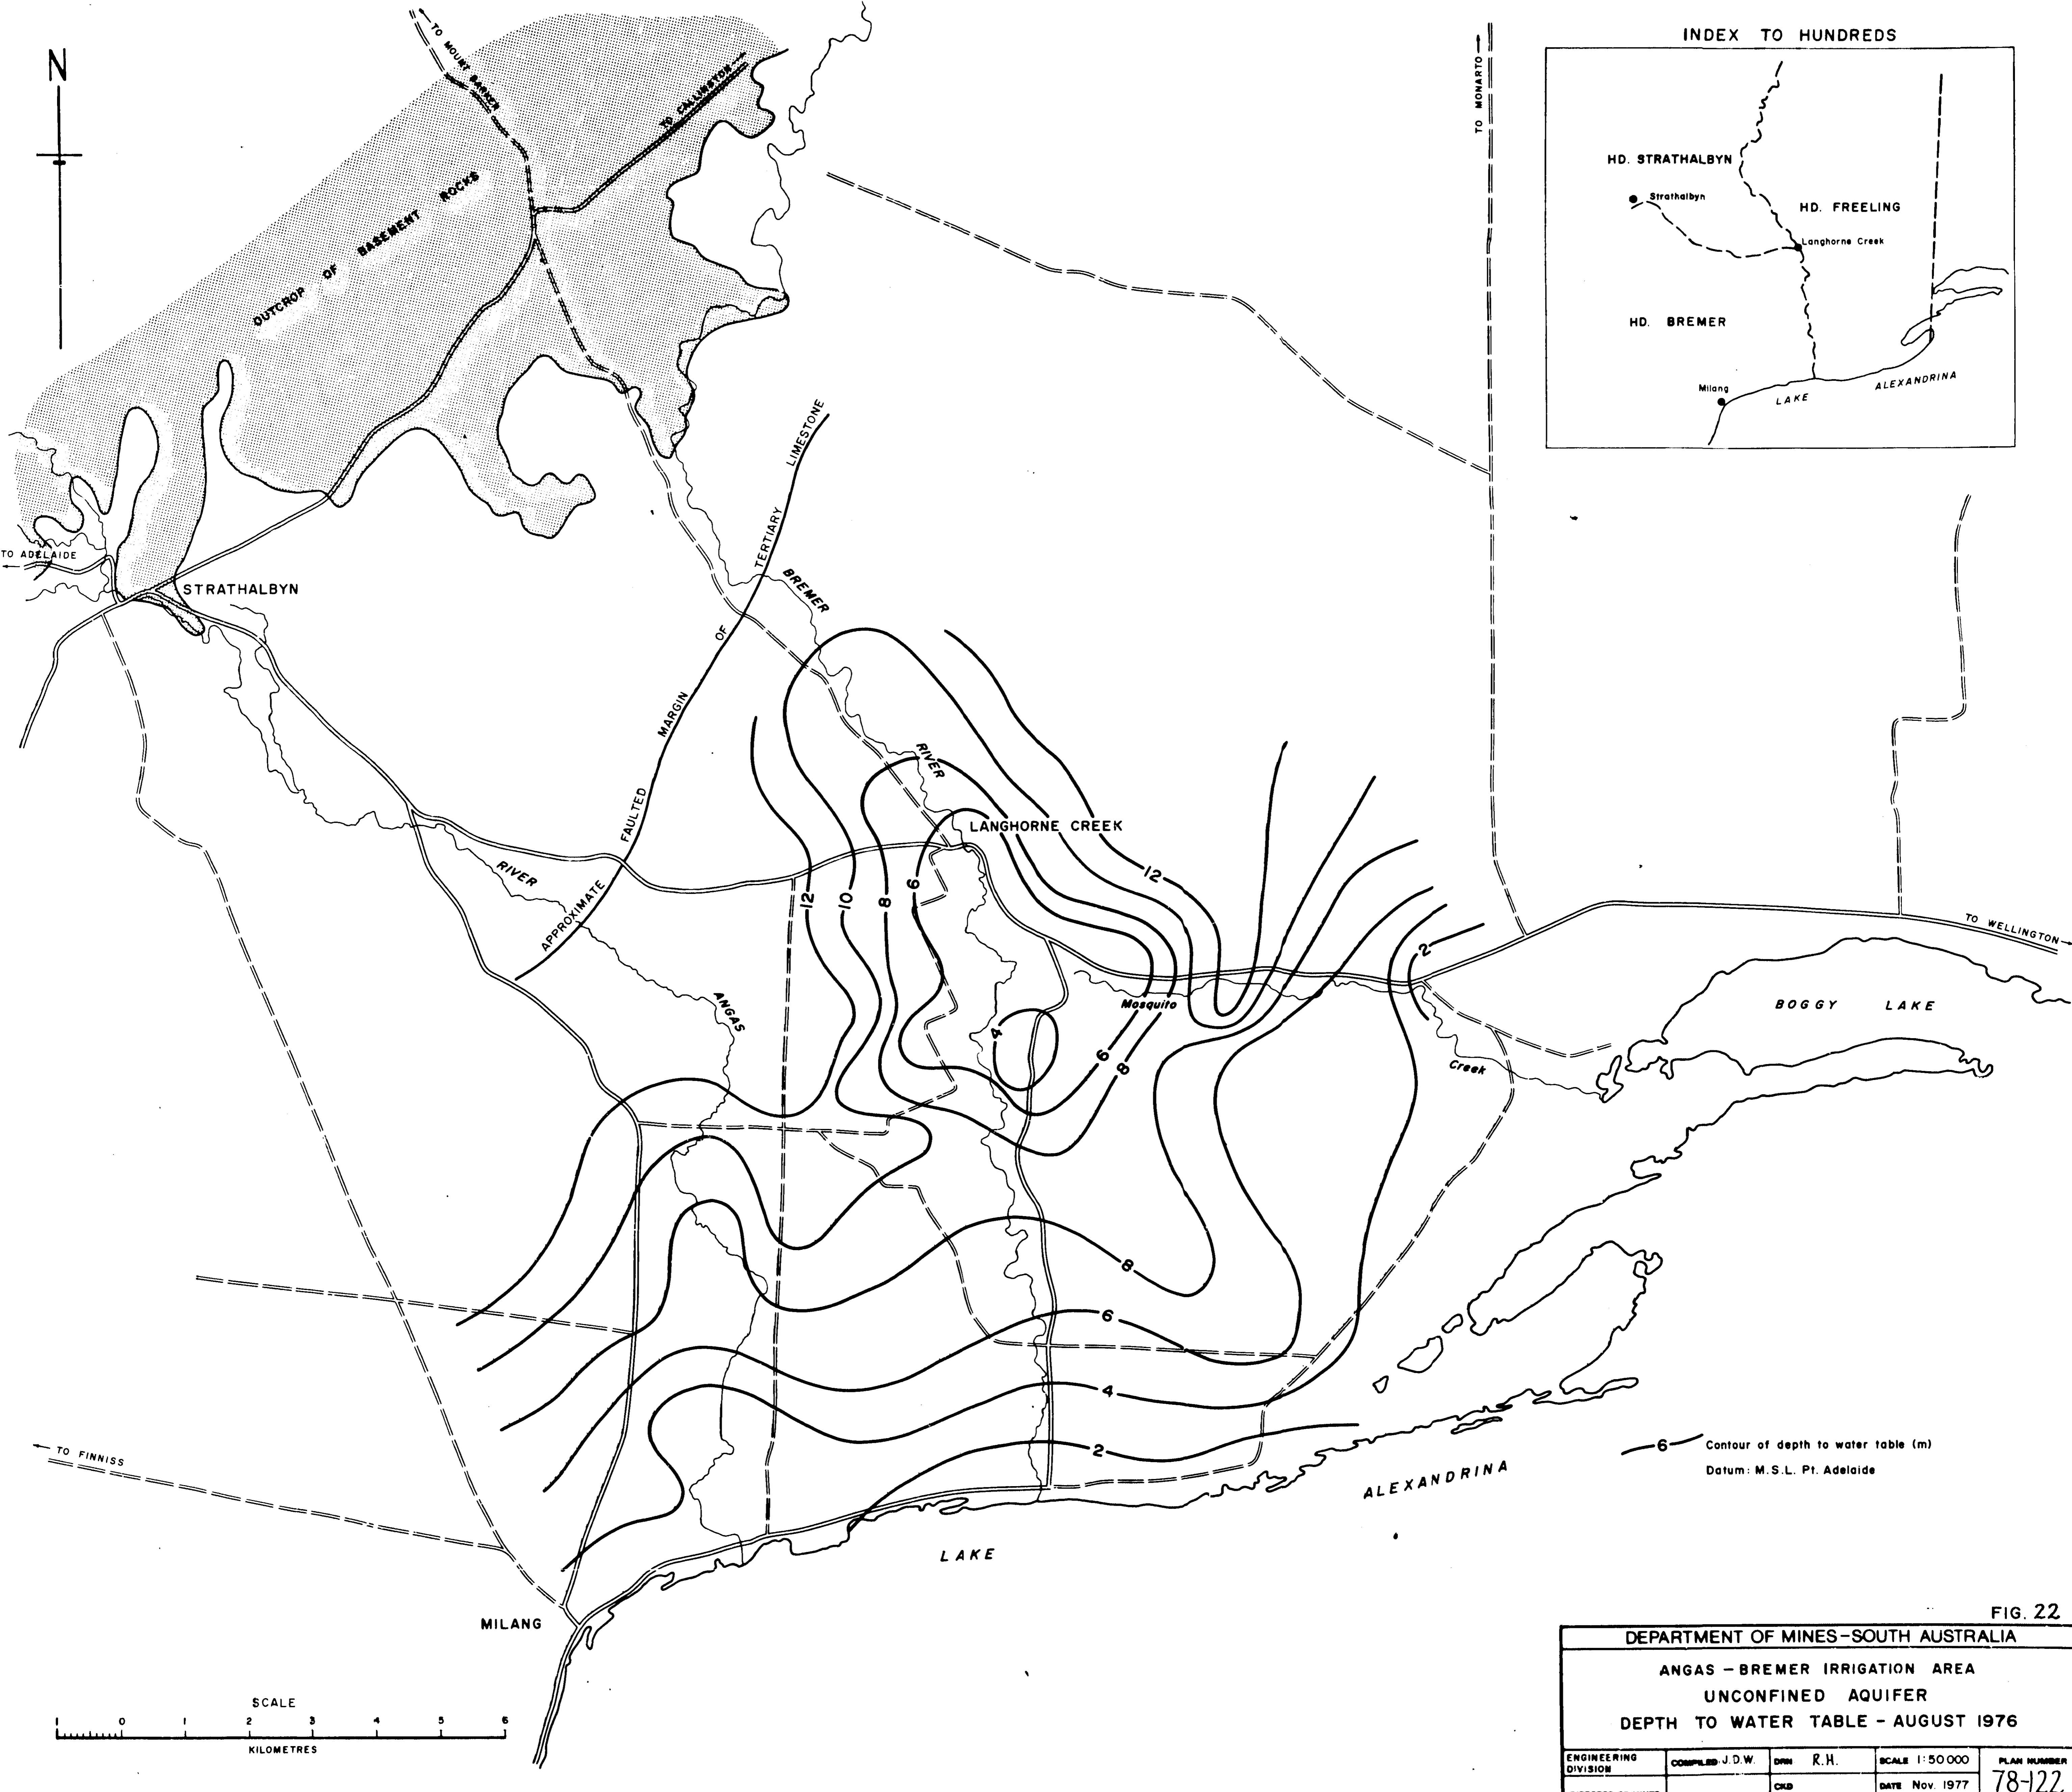 N
TO MOUNT BARKER
TO CALLINGTON
OUTCROP OF BASEMENT ROCKS
TO MONARTO
INDEX TO HUNDREDS
HD. STRATHALBYN
Strathalbyn
HD. FREELING
Langhorne Creek
HD. BREMER
Milang
LAKE ALEXANDRINA
TO ADELAIDE
STRATHALBYN
APPROXIMATE FAULTED MARGIN OF TERTIARY LIMESTONE
BREMER RIVER
LANGHORNE CREEK
RIVER
ANGAS
12
10
8
6
12
4
6
8
2
Mosquito
Creek
TO WELLINGTON
BOGGY LAKE
8
6
4
2
TO FINNISS
LAKE ALEXANDRINA
MILANG
6 Contour of depth to water table (m)
Datum: M.S.L. Pt. Adelaide
SCALE
1 0 1 2 3 4 5 6
KILOMETRES
FIG. 22
DEPARTMENT OF MINES-SOUTH AUSTRALIA
ANGAS - BREMER IRRIGATION AREA
UNCONFINED AQUIFER
DEPTH TO WATER TABLE - AUGUST 1976
ENGINEERING DIVISION
COMPILED J.D.W.
DRN R.H.
SCALE 1:50 000
PLAN NUMBER
CKD
DATE Nov. 1977
78-122